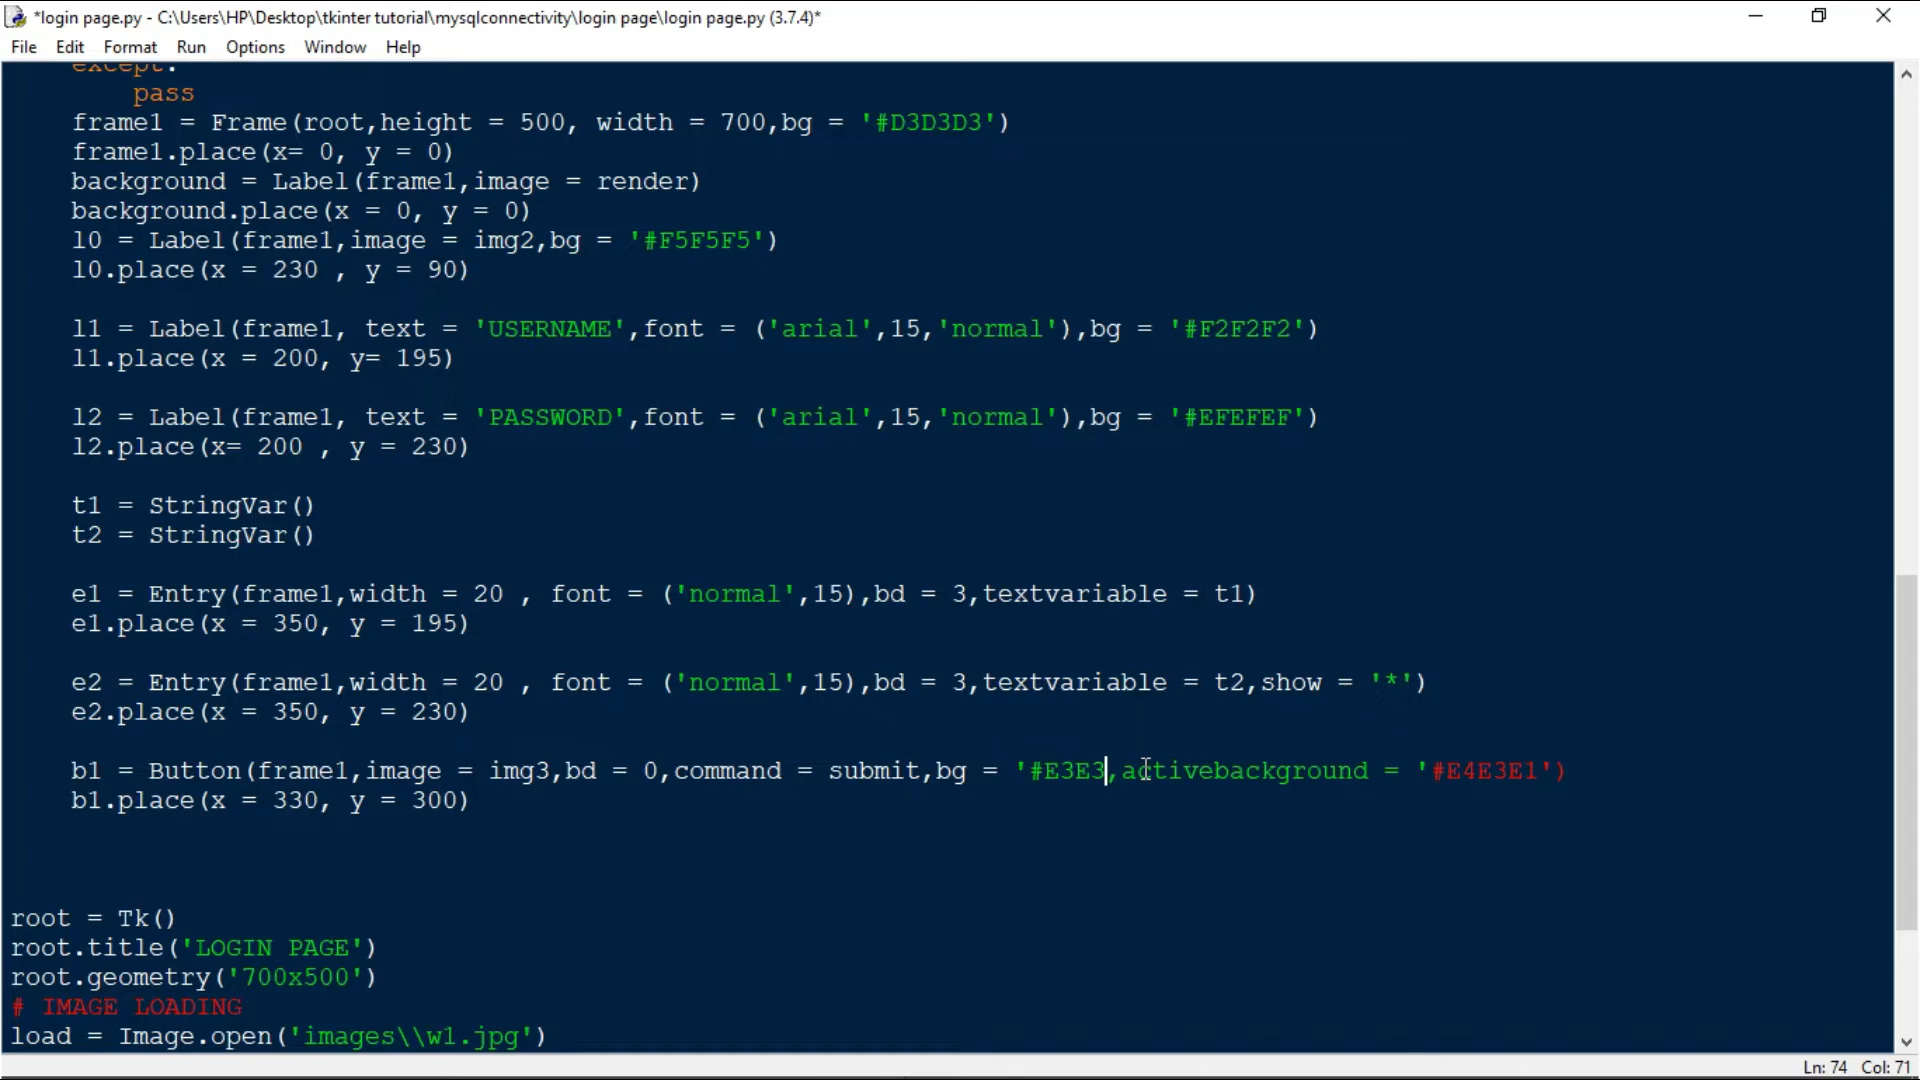 *login page.py - C:\Users\HP\Desktop\tkinter tutorial\mysqlconnectivity\login page\login page.py (3.7.4)*
File Edit Format Run Options Window Help
except:
pass
frame1 = Frame(root,height = 500, width = 700,bg = '#D3D3D3')
frame1.place(x= 0, y = 0)
background = Label(frame1,image = render)
background.place(x = 0, y = 0)
l0 = Label(frame1,image = img2,bg = '#F5F5F5')
l0.place(x = 230 , y = 90)
l1 = Label(frame1, text = 'USERNAME',font = ('arial',15,'normal'),bg = '#F2F2F2')
l1.place(x = 200, y= 195)
l2 = Label(frame1, text = 'PASSWORD',font = ('arial',15,'normal'),bg = '#EFEFEF')
l2.place(x= 200 , y = 230)
t1 = StringVar()
t2 = StringVar()
e1 = Entry(frame1,width = 20 , font = ('normal',15),bd = 3,textvariable = t1)
e1.place(x = 350, y = 195)
e2 = Entry(frame1,width = 20 , font = ('normal',15),bd = 3,textvariable = t2,show = '*')
e2.place(x = 350, y = 230)
b1 = Button(frame1,image = img3,bd = 0,command = submit,bg = '#E3E3,activebackground = '#E4E3E1')
b1.place(x = 330, y = 300)
root = Tk()
root.title('LOGIN PAGE')
root.geometry('700x500')
# IMAGE LOADING
load = Image.open('images\\w1.jpg')
Ln: 74 Col: 71